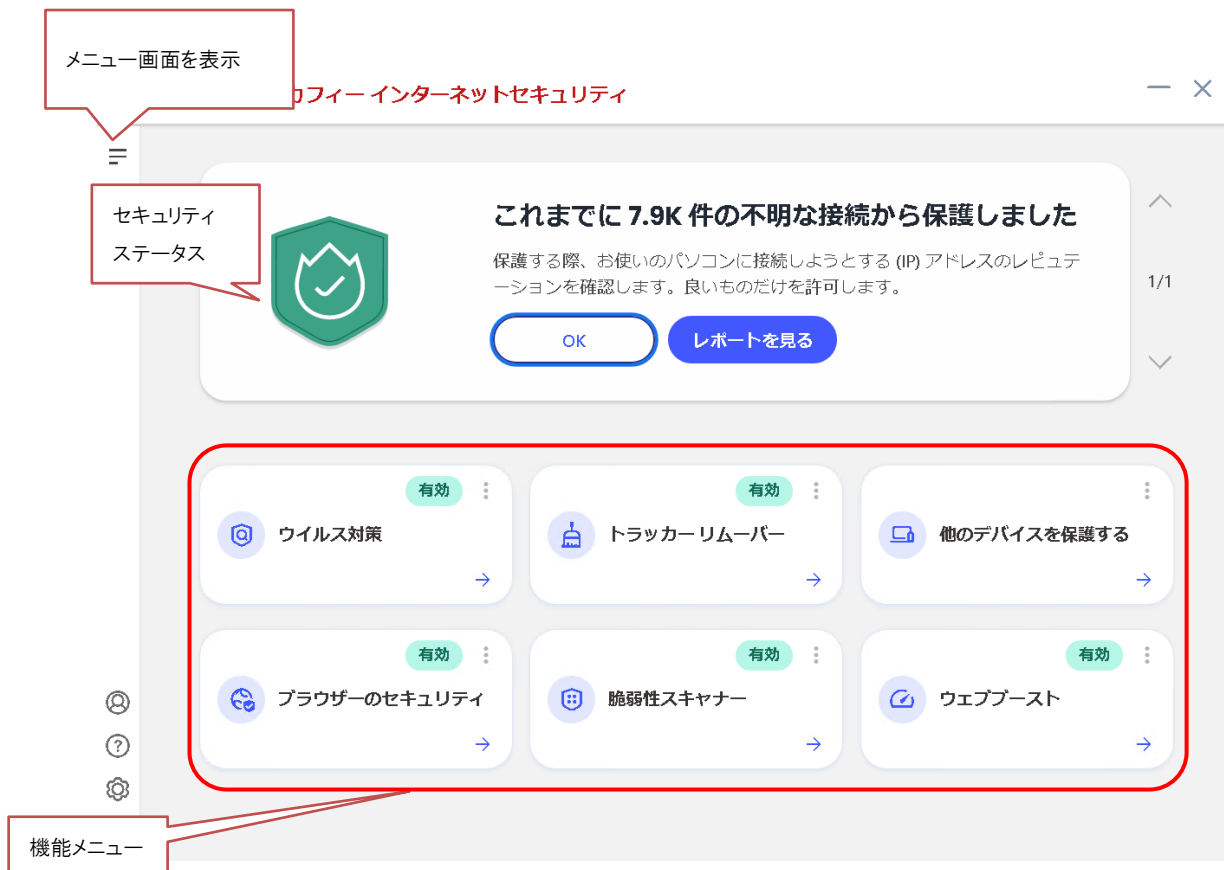 メニュー画面を表示
カフィー インターネットセキュリティ
セキュリティ
ステータス
これまでに 7.9K 件の不明な接続から保護しました
保護する際、お使いのパソコンに接続しようとする (IP) アドレスのレピュテ
ーションを確認します。良いものだけを許可します。
OK
レポートを見る
1/1
有効
ウイルス対策
有効
トラッカー リムーバー
他のデバイスを保護する
有効
ブラウザーのセキュリティ
有効
脆弱性スキャナー
有効
ウェブブースト
機能メニュー